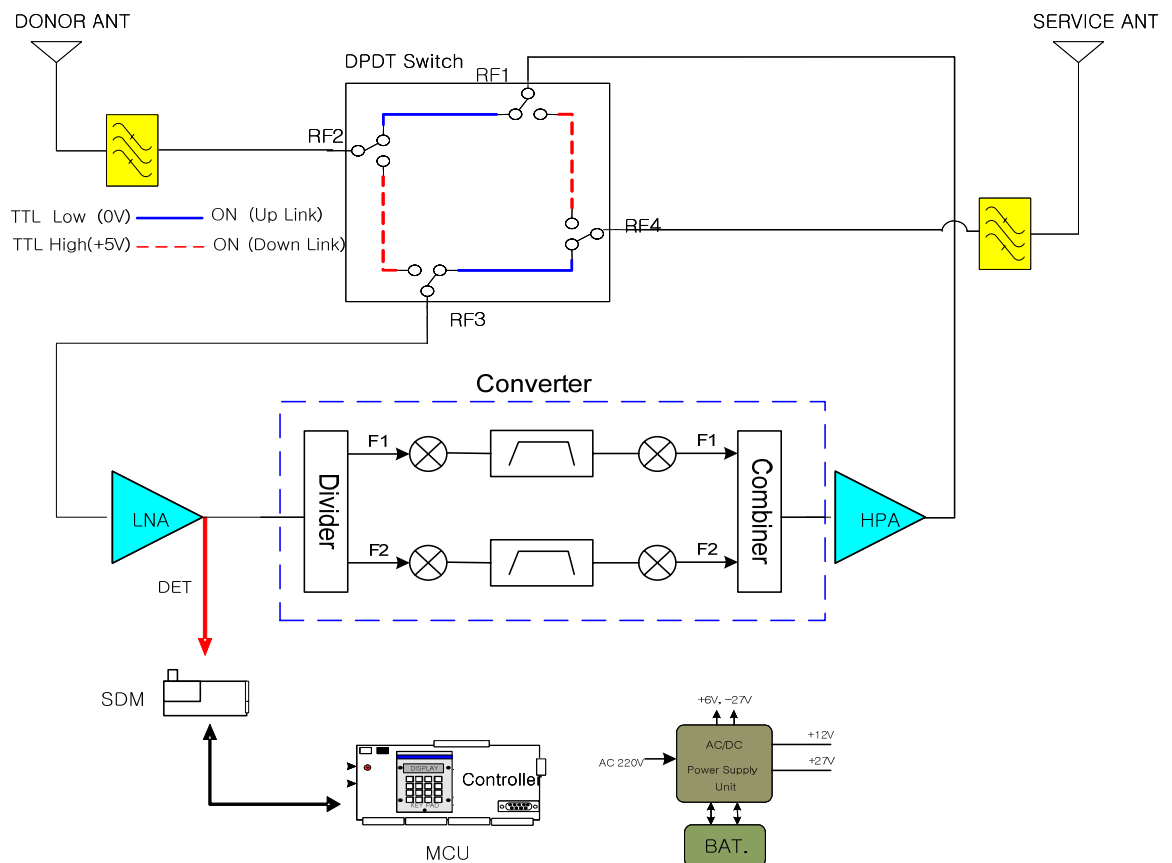 DONOR ANT
SERVICE ANT
DPDT Switch
RF1
RF2
TTL Low (0V) ON (Up Link)
TTL High(+5V) ON (Down Link)
RF4
RF3
Converter
Divider
F1
F1
Combiner
LNA
HPA
F2
F2
DET
SDM
+6V. -27V
AC/DC
Power Supply
Unit
+12V
+27V
AC 220V
DISPLAY
Controller
KEY PAD
MCU
BAT.